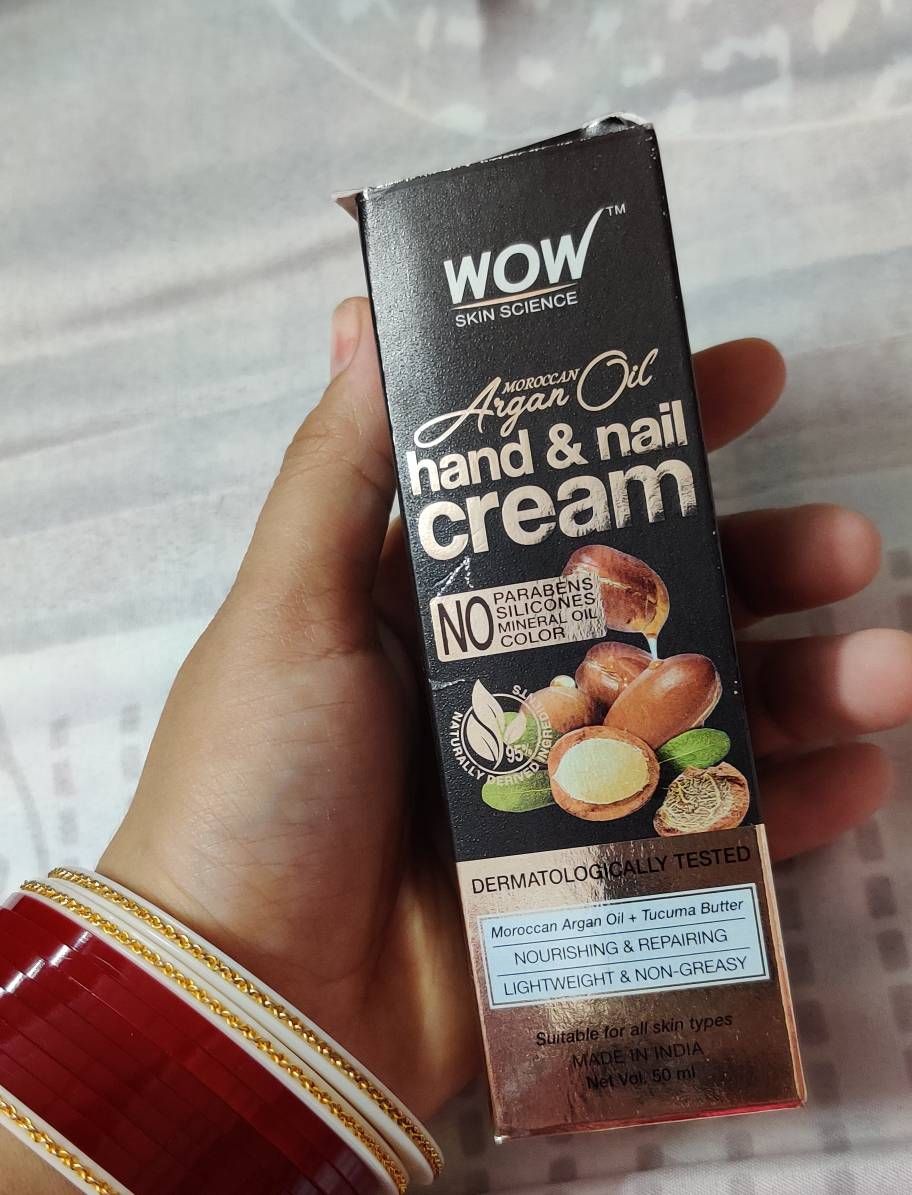 WOW™
SKIN SCIENCE
MOROCCAN
Argan Oil
hand & nail
cream
NO PARABENS
SILICONES
MINERAL OIL
COLOR
95%
NATURALLY DERIVED INGREDIENTS
DERMATOLOGICALLY TESTED
Moroccan Argan Oil + Tucuma Butter
NOURISHING & REPAIRING
LIGHTWEIGHT & NON-GREASY
Suitable for all skin types
MADE IN INDIA
Net Vol. 50 ml